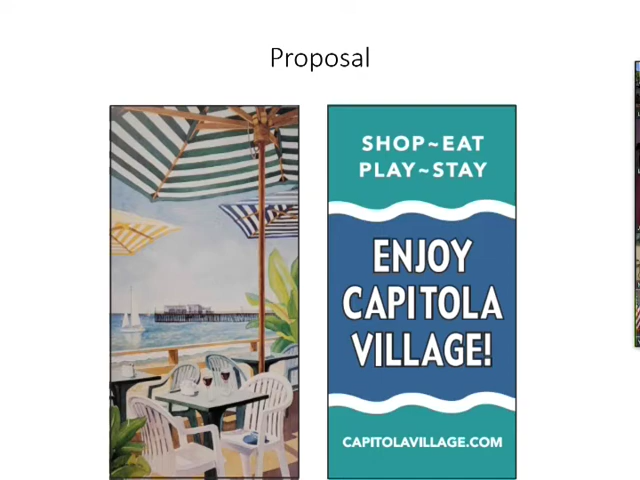 Proposal
SHOP~EAT
PLAY~STAY
ENJOY
CAPITOLA
VILLAGE!
CAPITOLAVILLAGE.COM